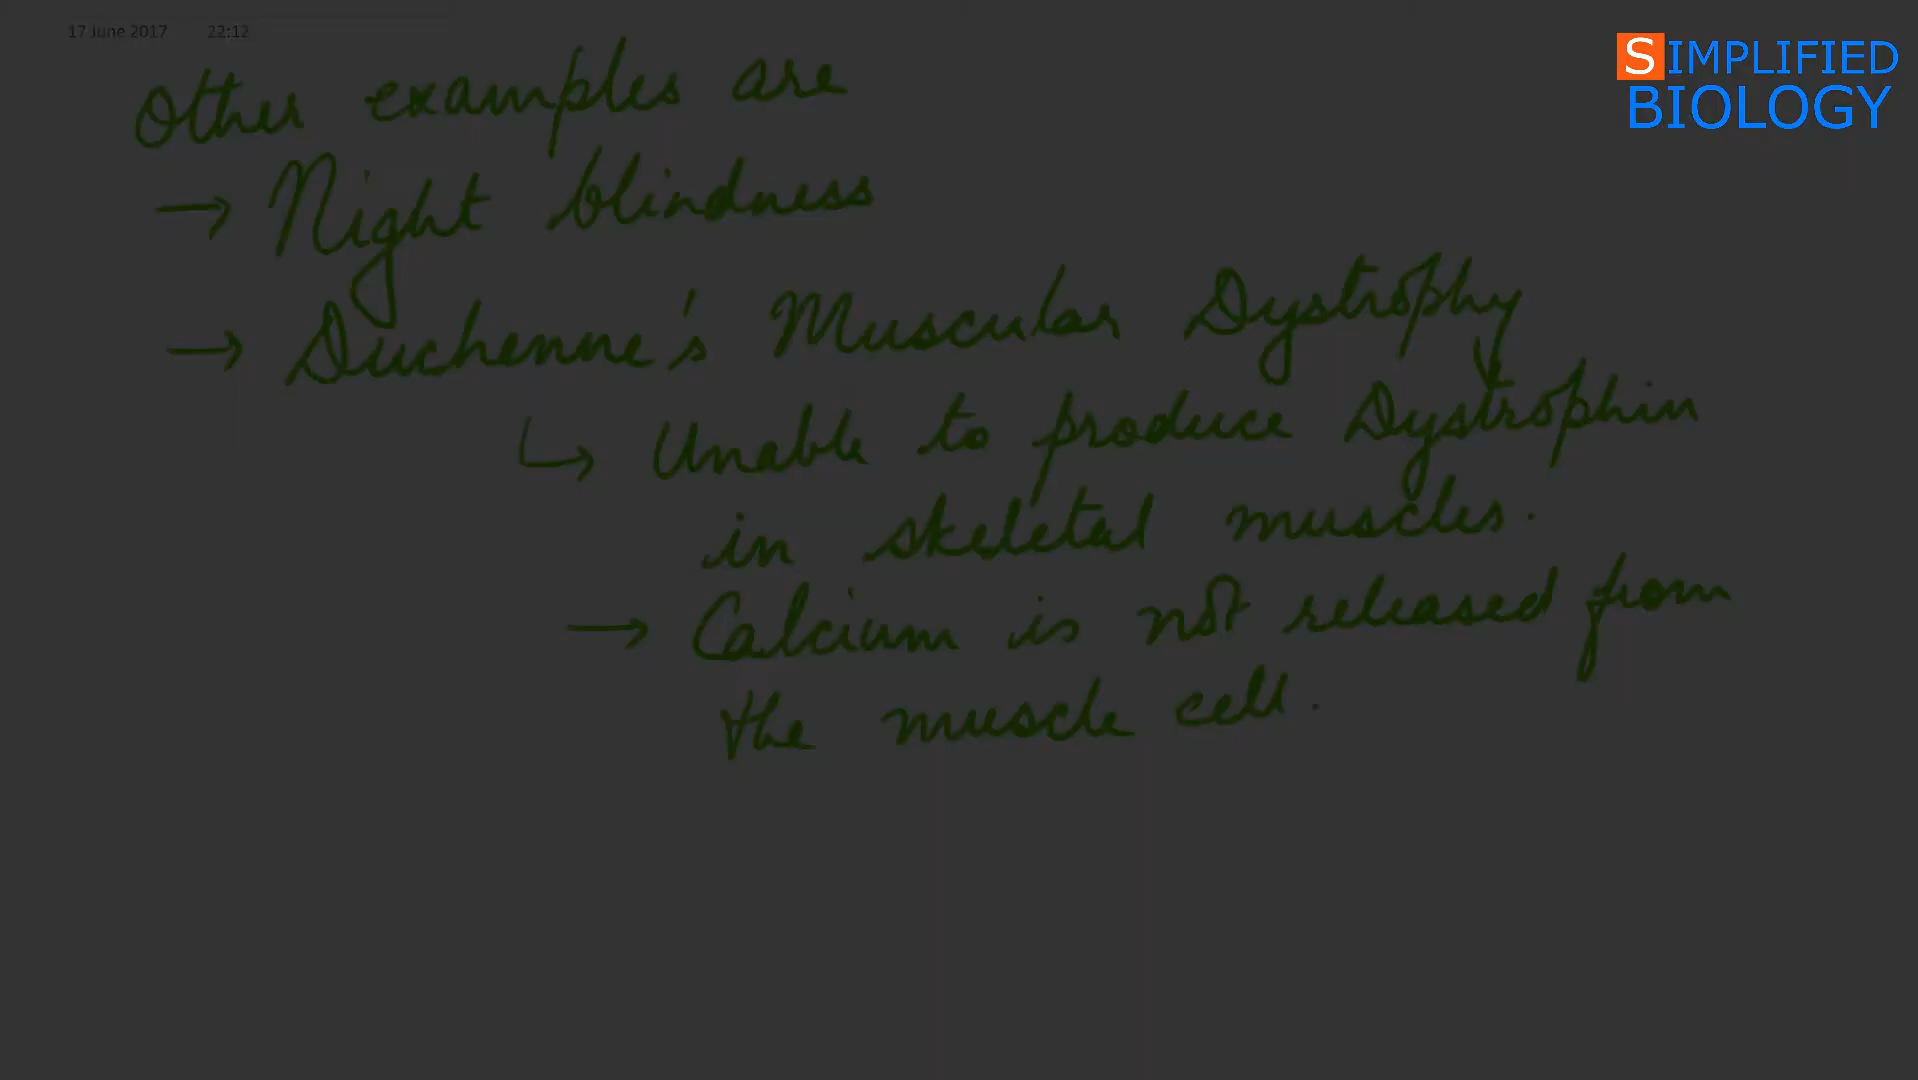 17 June 2017 22:12
SIMPLIFIED
BIOLOGY
Other examples are
→ Night blindness
→ Duchenne's Muscular Dystrophy
↳ Unable to produce Dystrophin
in skeletal muscles.
→ Calcium is not released from
the muscle cell.